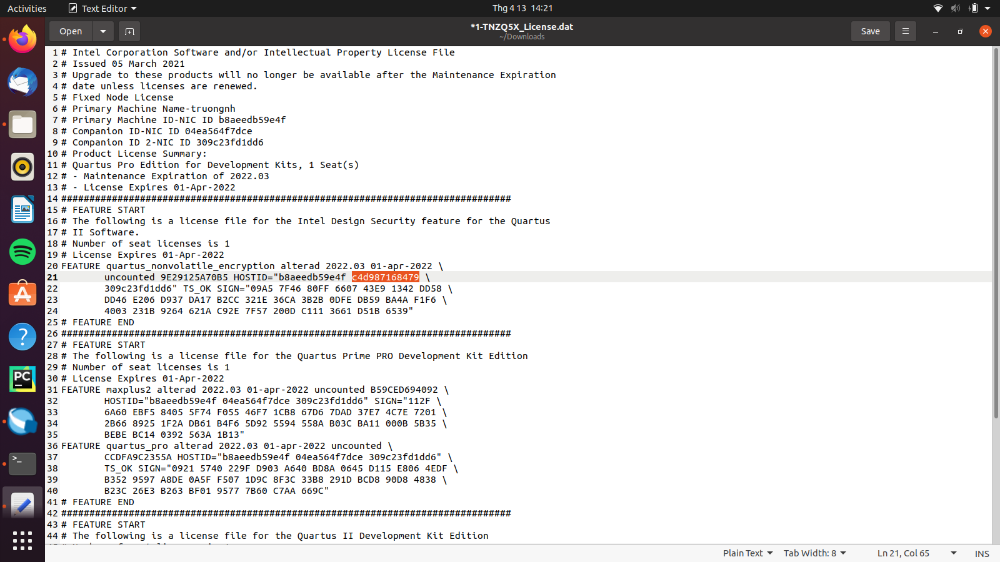 Activities
Text Editor
Thg 4 13 14:21
Open
*1-TNZQ5X_License.dat
~/Downloads
Save
1 # Intel Corporation Software and/or Intellectual Property License File
2 # Issued 05 March 2021
3 # Upgrade to these products will no longer be available after the Maintenance Expiration
4 # date unless licenses are renewed.
5 # Fixed Node License
6 # Primary Machine Name-truongnh
7 # Primary Machine ID-NIC ID b8aeedb59e4f
8 # Companion ID-NIC ID 04ea564f7dce
9 # Companion ID 2-NIC ID 309c23fd1dd6
10 # Product License Summary:
11 # Quartus Pro Edition for Development Kits, 1 Seat(s)
12 # - Maintenance Expiration of 2022.03
13 # - License Expires 01-Apr-2022
14 ################################################################################
15 # FEATURE START
16 # The following is a license file for the Intel Design Security feature for the Quartus
17 # II Software.
18 # Number of seat licenses is 1
19 # License Expires 01-Apr-2022
20 FEATURE quartus_nonvolatile_encryption alterad 2022.03 01-apr-2022 \
21 uncounted 9E29125A70B5 HOSTID="b8aeedb59e4f c4d987168479 \
22 309c23fd1dd6" TS_OK SIGN="09A5 7F46 80FF 6607 43E9 1342 DD58 \
23 DD46 E206 D937 DA17 B2CC 321E 36CA 3B2B 0DFE DB59 BA4A F1F6 \
24 4003 231B 9264 621A C92E 7F57 200D C111 3661 D51B 6539"
25 # FEATURE END
26 ################################################################################
27 # FEATURE START
28 # The following is a license file for the Quartus Prime PRO Development Kit Edition
29 # Number of seat licenses is 1
30 # License Expires 01-Apr-2022
31 FEATURE maxplus2 alterad 2022.03 01-apr-2022 uncounted B59CED694092 \
32 HOSTID="b8aeedb59e4f 04ea564f7dce 309c23fd1dd6" SIGN="112F \
33 6A60 EBF5 8405 5F74 F055 46F7 1CB8 67D6 7DAD 37E7 4C7E 7201 \
34 2B66 8925 1F2A DB61 B4F6 5D92 5594 558A B03C BA11 000B 5B35 \
35 BEBE BC14 0392 563A 1B13"
36 FEATURE quartus_pro alterad 2022.03 01-apr-2022 uncounted \
37 CCDFA9C2355A HOSTID="b8aeedb59e4f 04ea564f7dce 309c23fd1dd6" \
38 TS_OK SIGN="0921 5740 229F D903 A640 BD8A 0645 D115 E806 4EDF \
39 B352 9597 A8DE 0A5F F507 1D9C 8F3C 33B8 291D BCD8 90D8 4838 \
40 B23C 26E3 B263 BF01 9577 7B60 C7AA 669C"
41 # FEATURE END
42 ################################################################################
43 # FEATURE START
44 # The following is a license file for the Quartus II Development Kit Edition
PC
Plain Text
Tab Width: 8
Ln 21, Col 65
INS